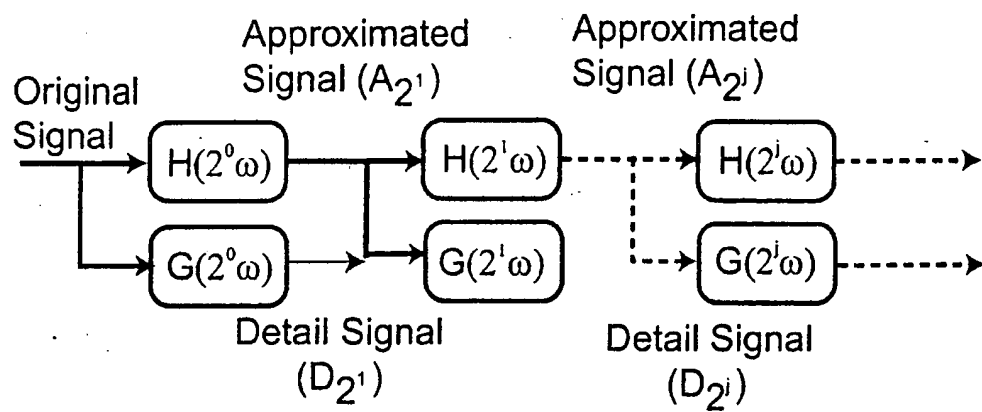 Approximated
Signal (A₂¹)
Approximated
Signal (A₂ʲ)
Original
Signal
H(2⁰ω)
H(2¹ω)
H(2ʲω)
G(2⁰ω)
G(2¹ω)
G(2ʲω)
Detail Signal
(D₂¹)
Detail Signal
(D₂ʲ)